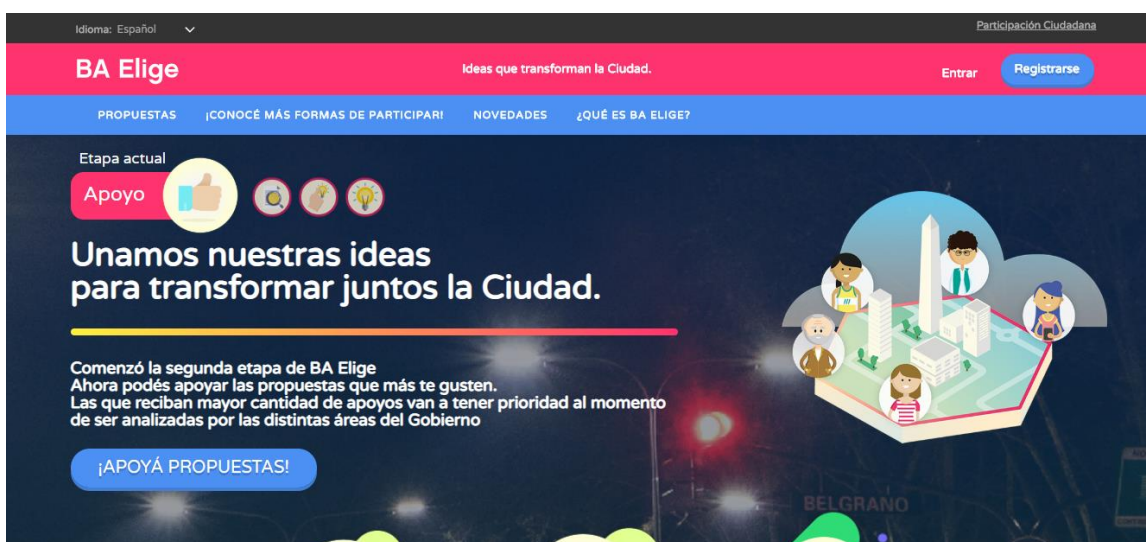 Idioma: Español
Participación Ciudadana
BA Elige
Ideas que transforman la Ciudad.
Entrar
Registrarse
PROPUESTAS
¡CONOCÉ MÁS FORMAS DE PARTICIPAR!
NOVEDADES
¿QUÉ ES BA ELIGE?
Etapa actual
Apoyo
Unamos nuestras ideas
para transformar juntos la Ciudad.
Comenzó la segunda etapa de BA Elige
Ahora podés apoyar las propuestas que más te gusten.
Las que reciban mayor cantidad de apoyos van a tener prioridad al momento
de ser analizadas por las distintas áreas del Gobierno
¡APOYÁ PROPUESTAS!
BELGRANO